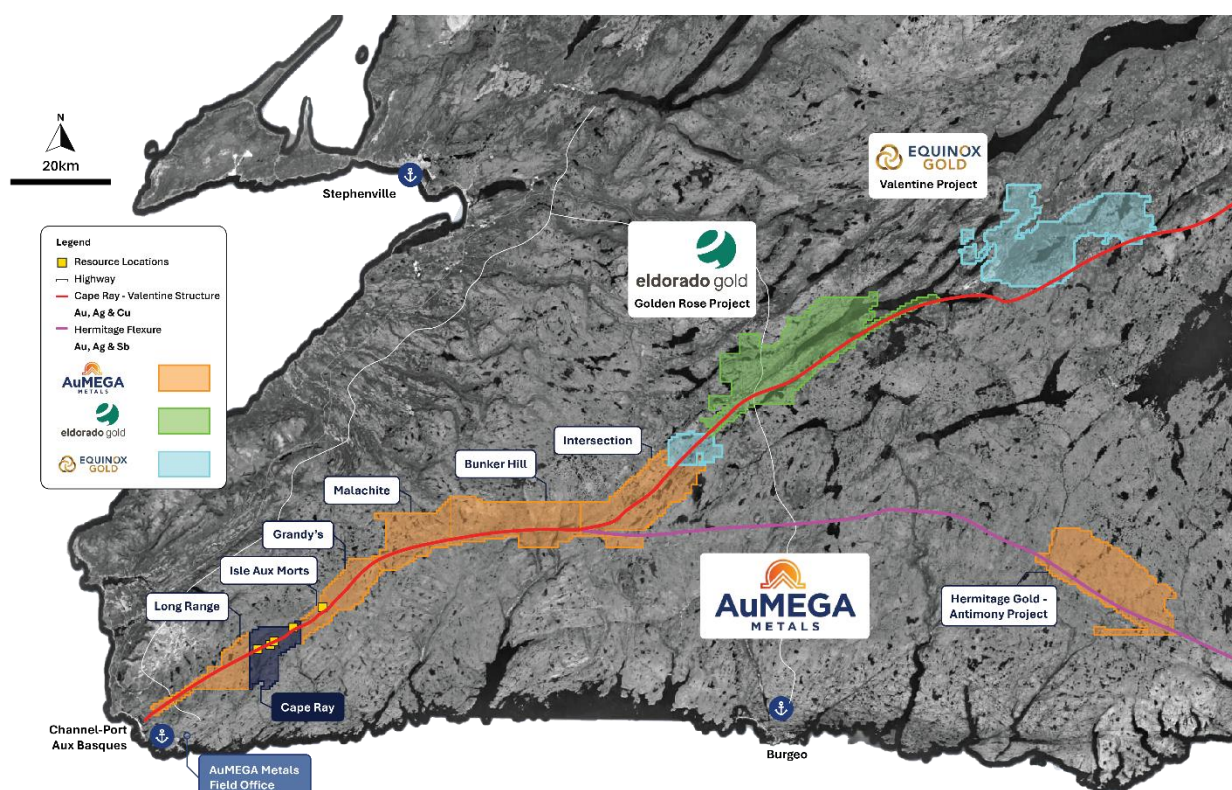 N
20km
Stephenville
EQUINOX
GOLD
Valentine Project
eldorado gold
Golden Rose Project
Legend
Resource Locations
Highway
Cape Ray - Valentine Structure
Au, Ag & Cu
Hermitage Flexure
Au, Ag & Sb
AuMEGA
METALS
eldorado gold
EQUINOX
GOLD
Intersection
Bunker Hill
Malachite
Grandy's
Isle Aux Morts
Long Range
Cape Ray
AuMEGA
METALS
Hermitage Gold -
Antimony Project
Channel-Port
Aux Basques
Burgeo
AuMEGA Metals
Field Office